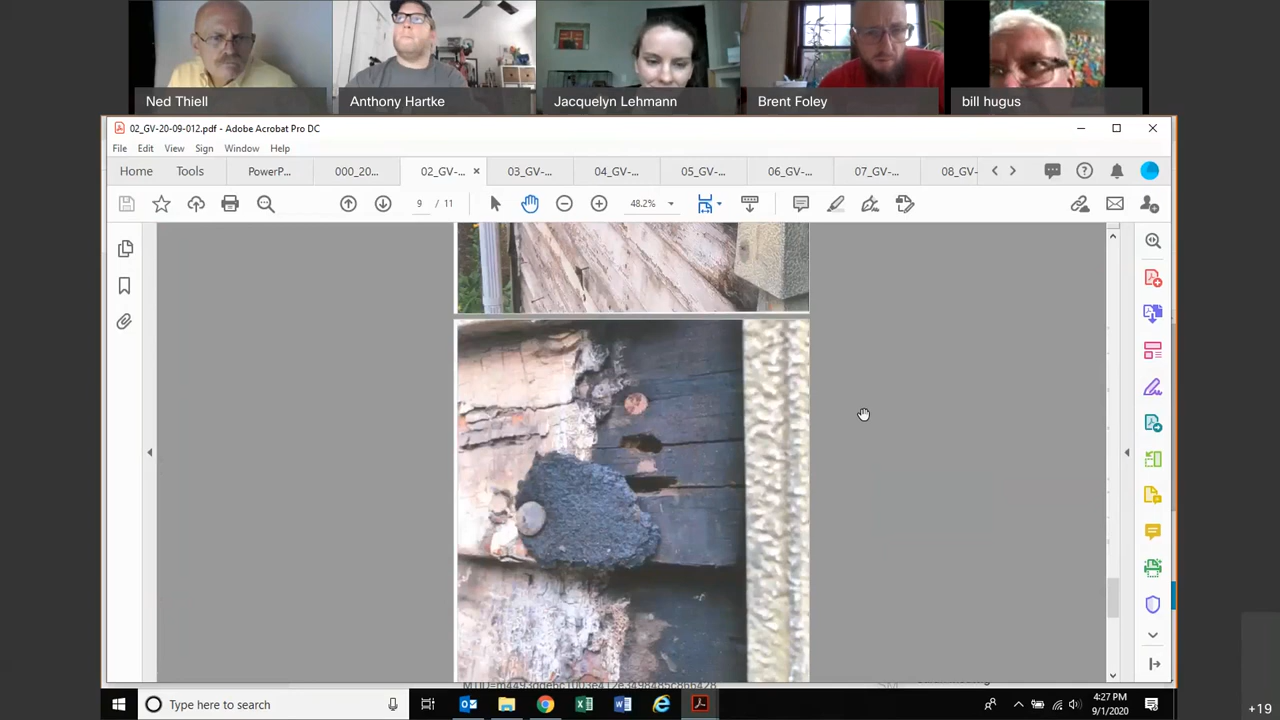 Ned Thiell
Anthony Hartke
Jacquelyn Lehmann
Brent Foley
bill hugus
02_GV-20-09-012.pdf - Adobe Acrobat Pro DC
File Edit View Sign Window Help
Home Tools PowerP... 000_20... 02_GV-... × 03_GV-... 04_GV-... 05_GV-... 06_GV-... 07_GV-... 08_GV-
9 / 11 48.2%
Type here to search
4:27 PM
9/1/2020
+19